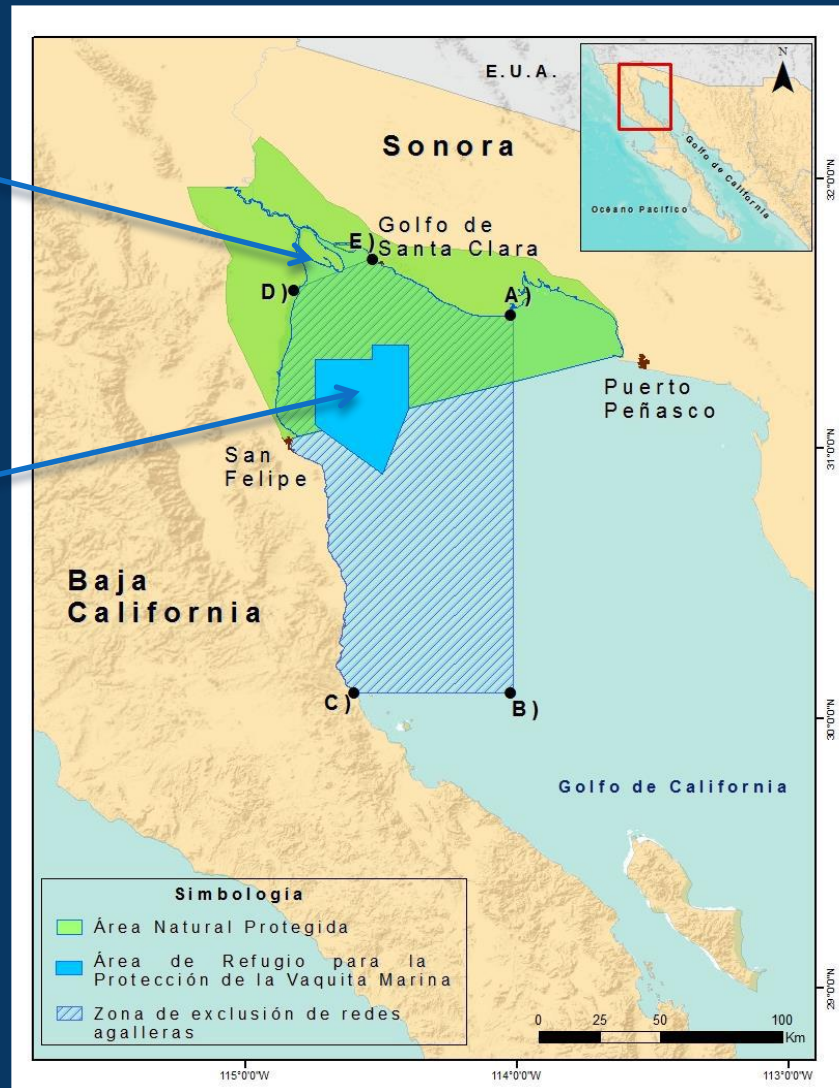 E.U.A.
N
Sonora
Golfo de California
Océano Pacífico
32°0'0"N
E)
Golfo de
Santa Clara
D)
A)
Puerto
Peñasco
San
Felipe
31°0'0"N
Baja
California
C)
B)
30°0'0"N
Golfo de California
Simbología
Área Natural Protegida
Área de Refugio para la
Protección de la Vaquita Marina
Zona de exclusión de redes
agalleras
29°0'0"N
0 25 50 100
Km
115°0'0"W 114°0'0"W 113°0'0"W